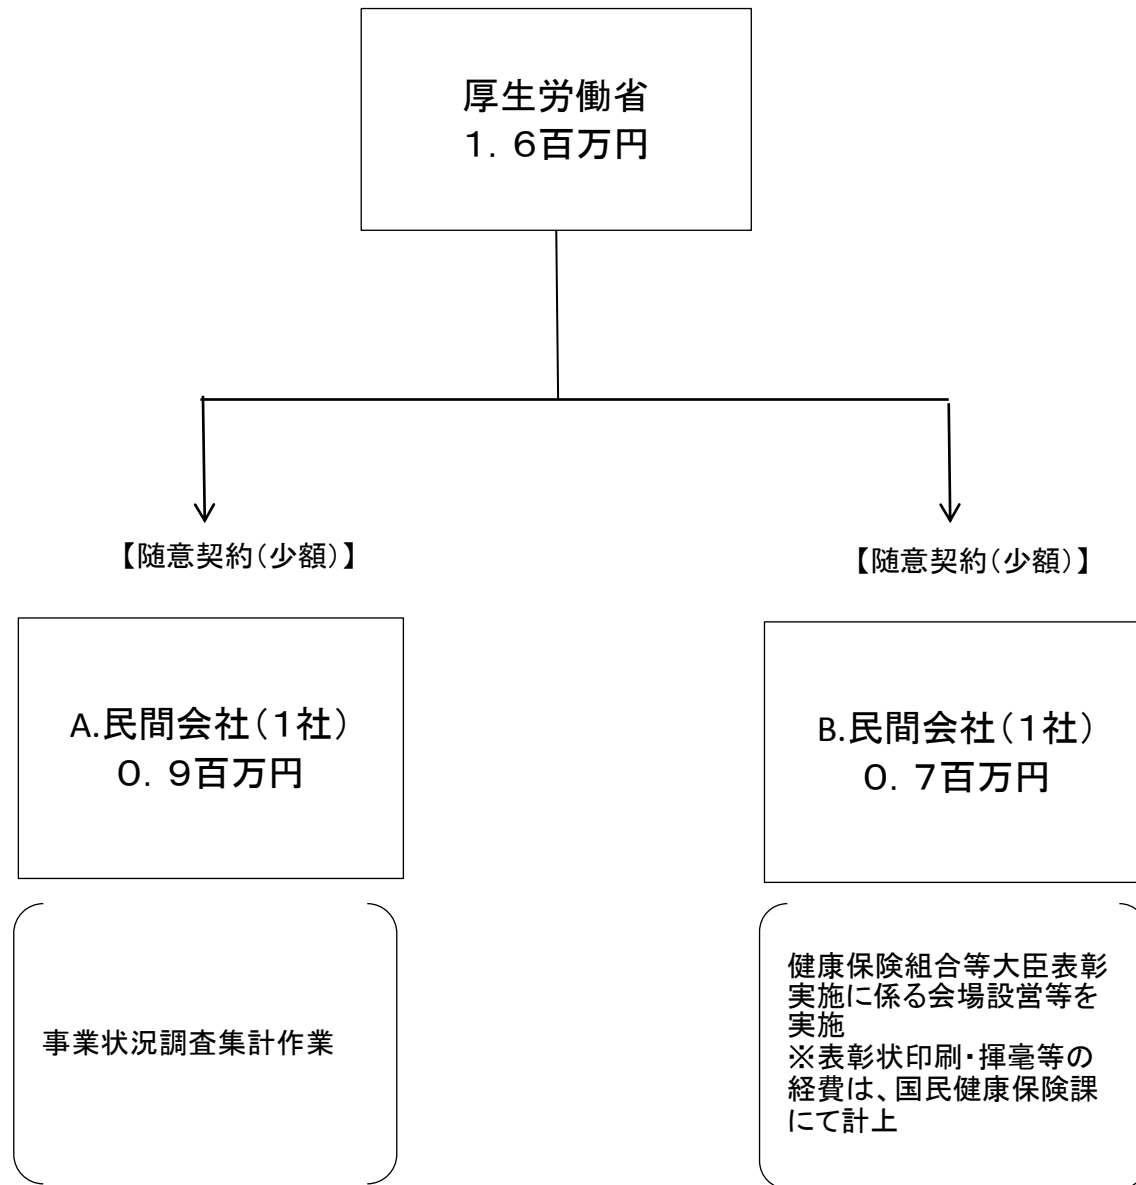 厚生労働省
１．６百万円
【随意契約（少額）】
【随意契約（少額）】
A.民間会社（１社）
０．９百万円
B.民間会社（１社）
０．７百万円
事業状況調査集計作業
健康保険組合等大臣表彰
実施に係る会場設営等を
実施
※表彰状印刷・揮毫等の
経費は、国民健康保険課
にて計上